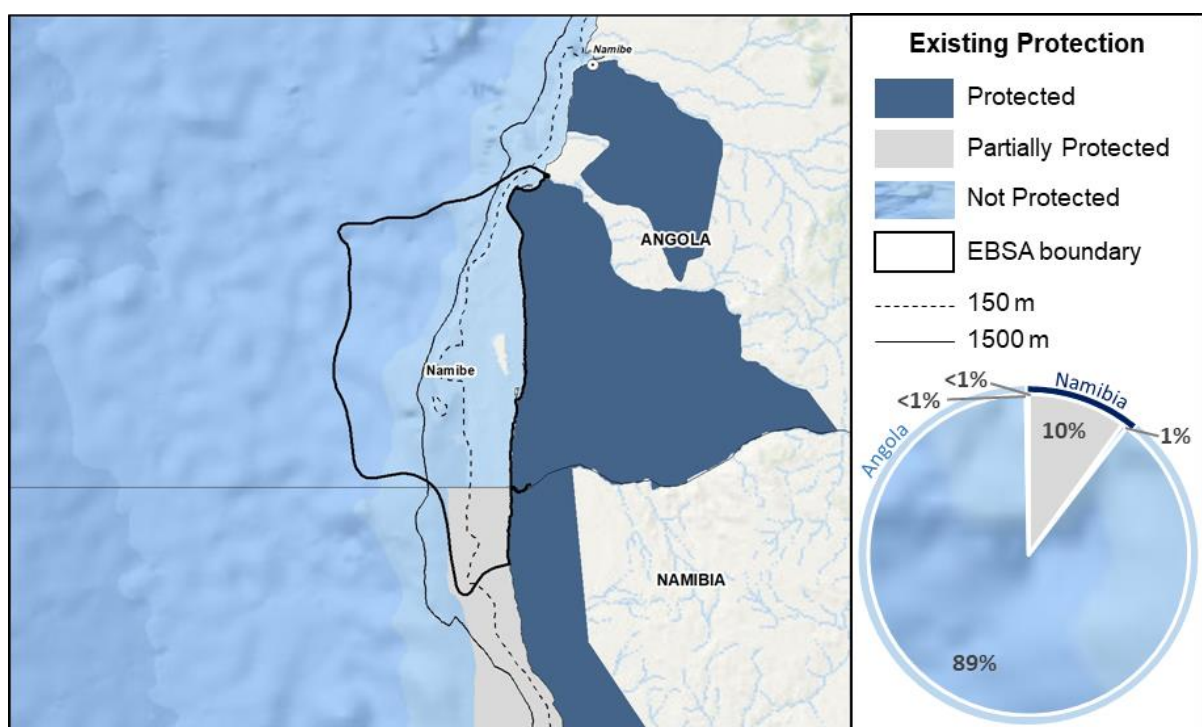 Namibe
ANGOLA
Namibe
NAMIBIA
Existing Protection
Protected
Partially Protected
Not Protected
EBSA boundary
150 m
1500 m
<1%
Namibia
<1%
10%
1%
Angola
89%